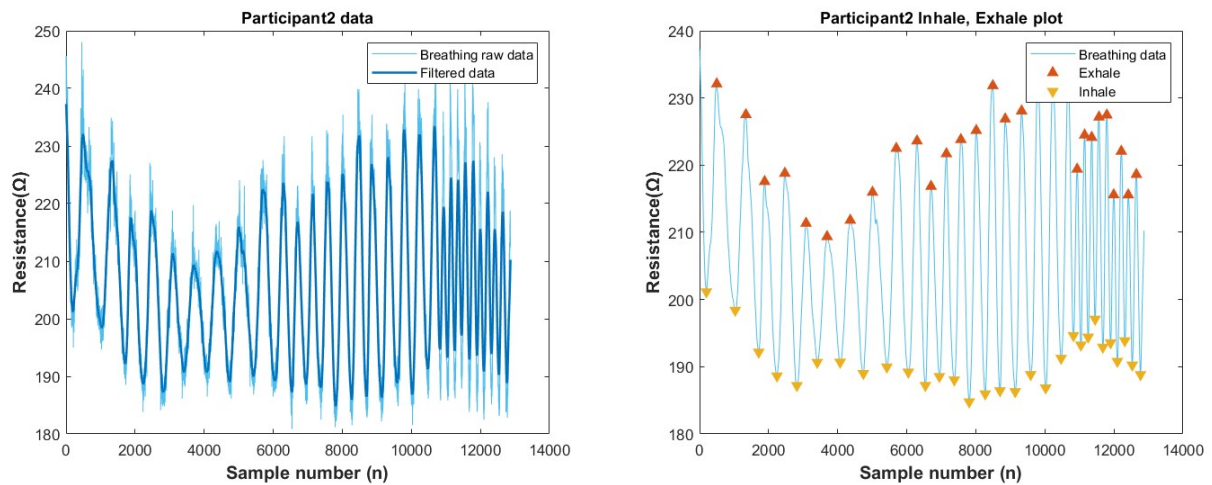 Participant2 data
250
240
230
220
210
200
190
180
Resistance(Ω)
Breathing raw data
Filtered data
0 2000 4000 6000 8000 10000 12000 14000
Sample number (n)
Participant2 Inhale, Exhale plot
240
230
220
210
200
190
180
Resistance(Ω)
Breathing data
Exhale
Inhale
0 2000 4000 6000 8000 10000 12000 14000
Sample number (n)